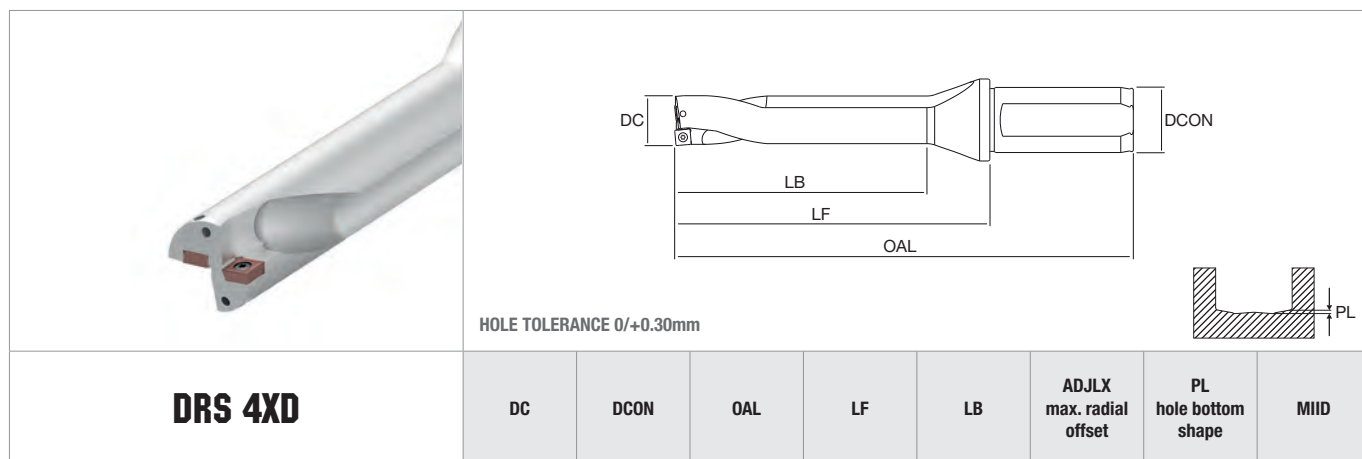 DC
DCON
LB
LF
OAL
PL
HOLE TOLERANCE 0/+0.30mm
DRS 4XD
DC
DCON
OAL
LF
LB
ADJLX
max. radial
offset
PL
hole bottom
shape
MIID